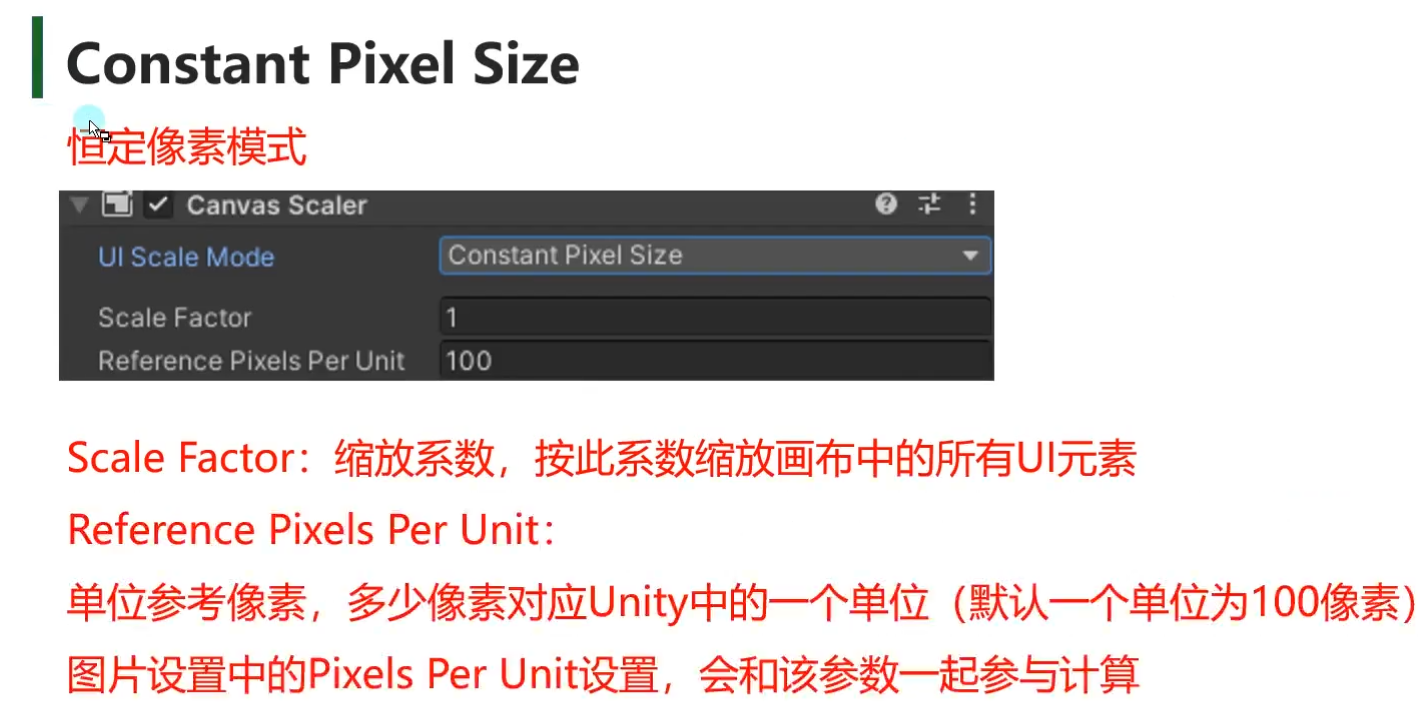 Constant Pixel Size
恒定像素模式
Canvas Scaler
UI Scale Mode
Constant Pixel Size
Scale Factor
1
Reference Pixels Per Unit
100
Scale Factor：缩放系数，按此系数缩放画布中的所有UI元素
Reference Pixels Per Unit：
单位参考像素，多少像素对应Unity中的一个单位（默认一个单位为100像素）
图片设置中的Pixels Per Unit设置，会和该参数一起参与计算